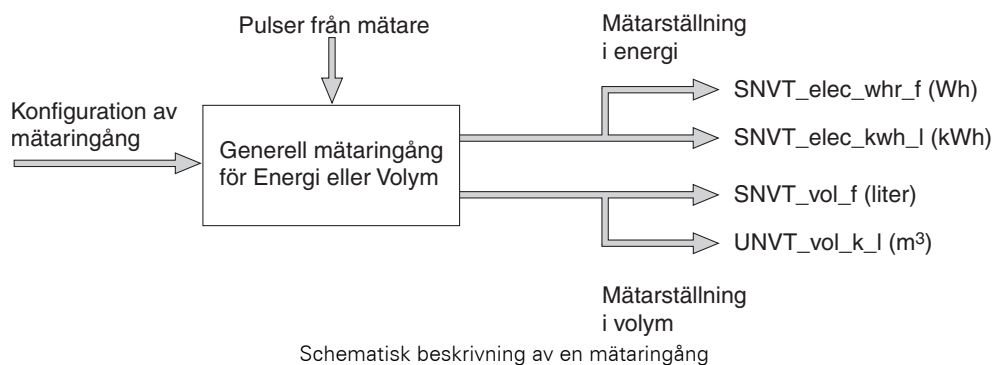 Pulser från mätare
Mätarställning
i energi
Konfiguration av
mätaringång
Generell mätaringång
för Energi eller Volym
SNVT_elec_whr_f (Wh)
SNVT_elec_kwh_l (kWh)
SNVT_vol_f (liter)
UNVT_vol_k_l (m³)
Mätarställning
i volym
Schematisk beskrivning av en mätaringång